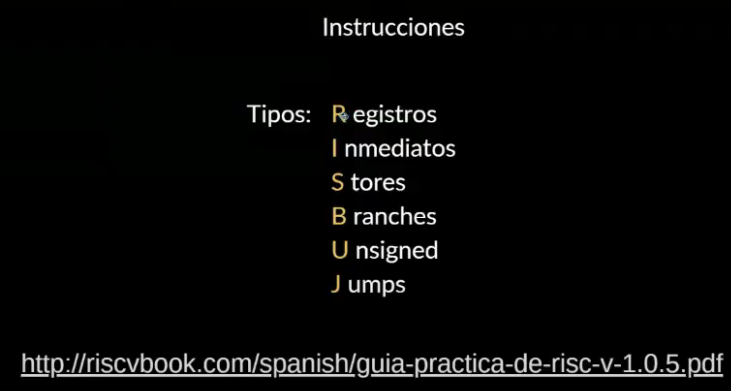 Instrucciones
Tipos: R egistros
I nmediatos
S tores
B ranches
U nsigned
J umps
http://riscvbook.com/spanish/guia-practica-de-risc-v-1.0.5.pdf